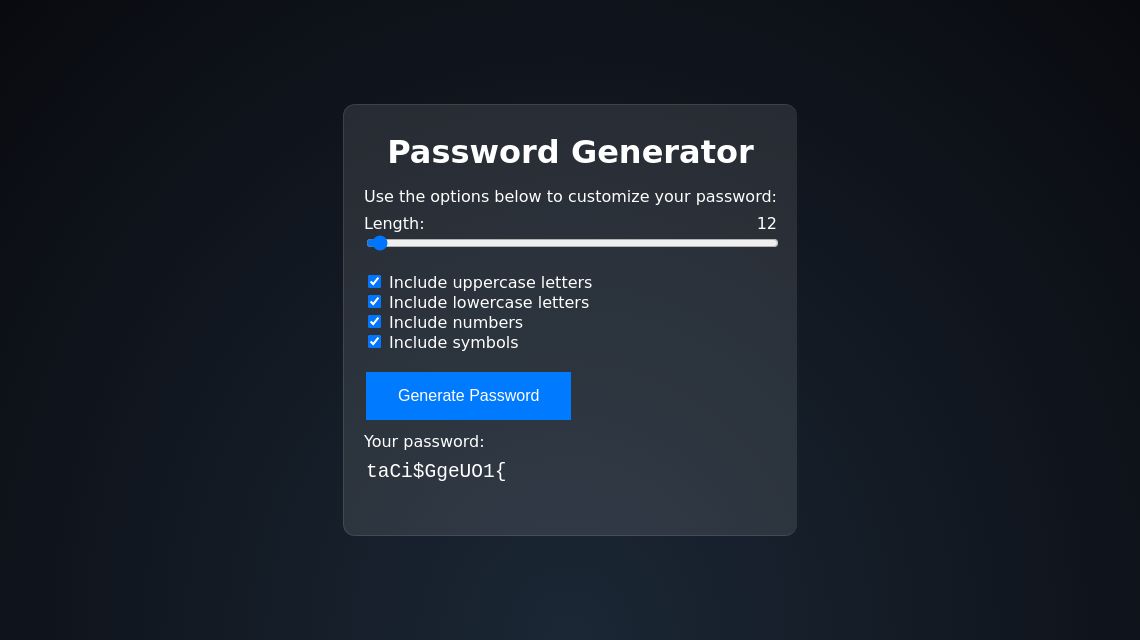 Password Generator
Use the options below to customize your password:
Length: 12
Include uppercase letters
Include lowercase letters
Include numbers
Include symbols
Generate Password
Your password:
taCi$GgeUO1{